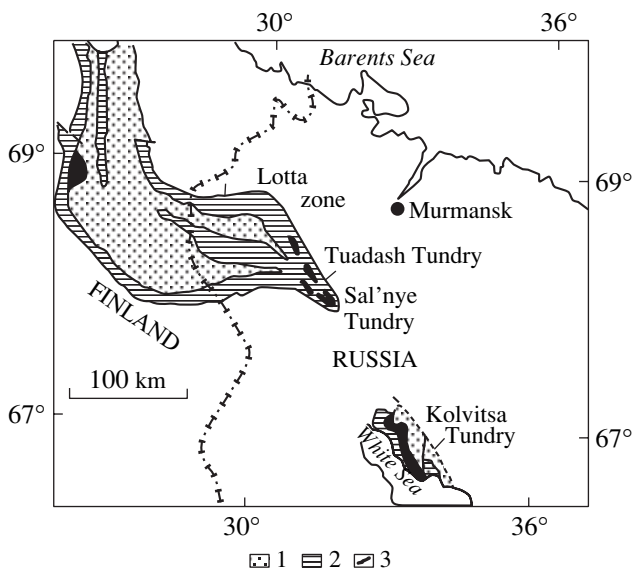 30°
36°
Barents Sea
69°
69°
Lotta
zone
Murmansk
Tuadash Tundry
Sal'nye
Tundry
FINLAND
RUSSIA
100 km
67°
67°
Kolvitsa
Tundry
White Sea
30°
36°
1 2 3